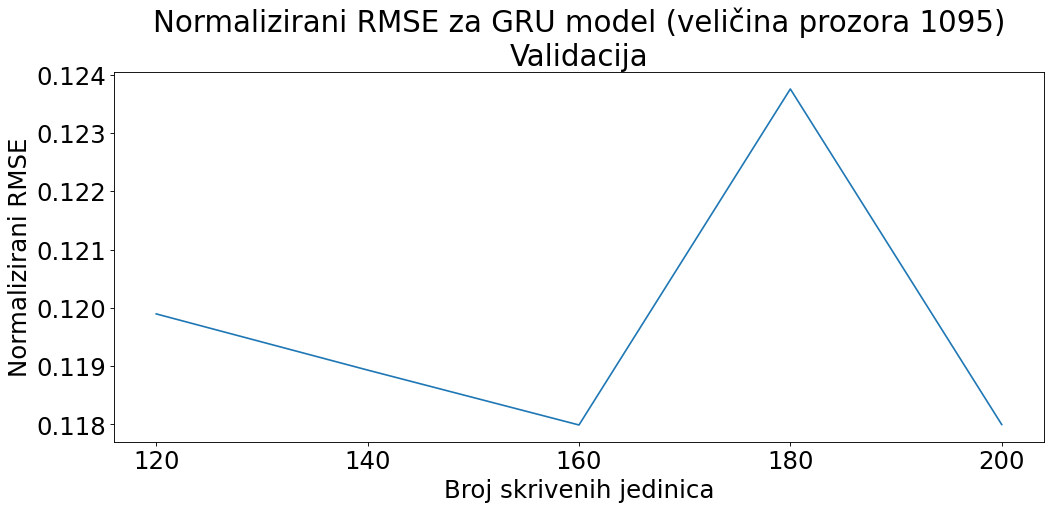 Normalizirani RMSE za GRU model (veličina prozora 1095)
Validacija
0.124
0.123
0.122
0.121
0.120
0.119
0.118
Normalizirani RMSE
120 140 160 180 200
Broj skrivenih jedinica